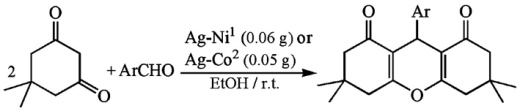 O
O
2
+ArCHO
Ag-Ni¹ (0.06 g) or
Ag-Co² (0.05 g)
EtOH / r.t.
O
Ar
O
O